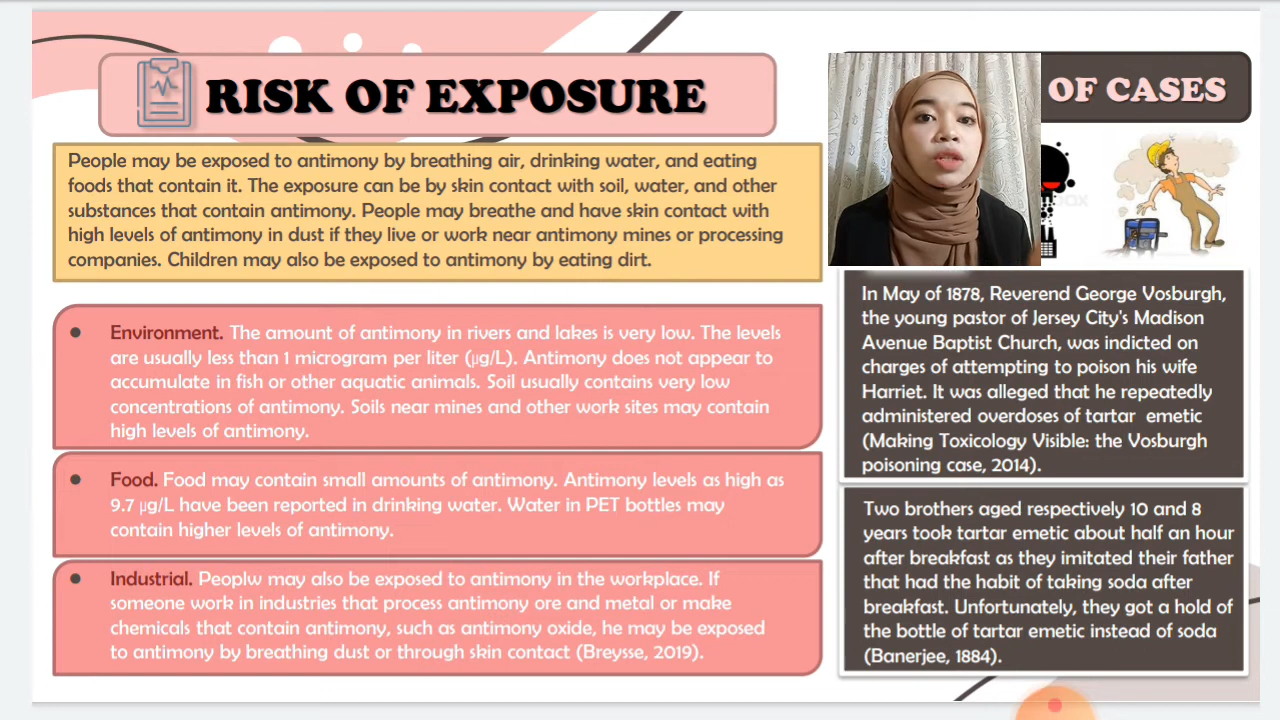 RISK OF EXPOSURE
People may be exposed to antimony by breathing air, drinking water, and eating
foods that contain it. The exposure can be by skin contact with soil, water, and other
substances that contain antimony. People may breathe and have skin contact with
high levels of antimony in dust if they live or work near antimony mines or processing
companies. Children may also be exposed to antimony by eating dirt.
• Environment. The amount of antimony in rivers and lakes is very low. The levels
are usually less than 1 microgram per liter (µg/L). Antimony does not appear to
accumulate in fish or other aquatic animals. Soil usually contains very low
concentrations of antimony. Soils near mines and other work sites may contain
high levels of antimony.
• Food. Food may contain small amounts of antimony. Antimony levels as high as
9.7 µg/L have been reported in drinking water. Water in PET bottles may
contain higher levels of antimony.
• Industrial. Peoplw may also be exposed to antimony in the workplace. If
someone work in industries that process antimony ore and metal or make
chemicals that contain antimony, such as antimony oxide, he may be exposed
to antimony by breathing dust or through skin contact (Breysse, 2019).
OF CASES
In May of 1878, Reverend George Vosburgh,
the young pastor of Jersey City's Madison
Avenue Baptist Church, was indicted on
charges of attempting to poison his wife
Harriet. It was alleged that he repeatedly
administered overdoses of tartar emetic
(Making Toxicology Visible: the Vosburgh
poisoning case, 2014).
Two brothers aged respectively 10 and 8
years took tartar emetic about half an hour
after breakfast as they imitated their father
that had the habit of taking soda after
breakfast. Unfortunately, they got a hold of
the bottle of tartar emetic instead of soda
(Banerjee, 1884).